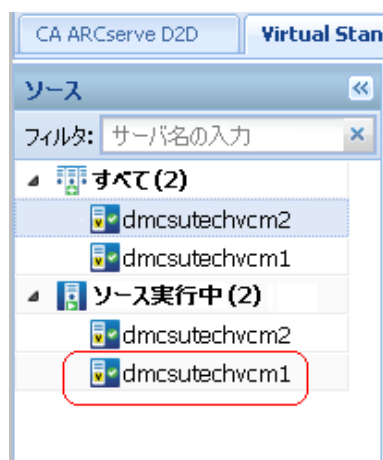 CA ARCserve D2D Virtual Stan
ソース
フィルタ: サーバ名の入力
すべて (2)
dmcsutechvcm2
dmcsutechvcm1
ソース実行中 (2)
dmcsutechvcm2
dmcsutechvcm1